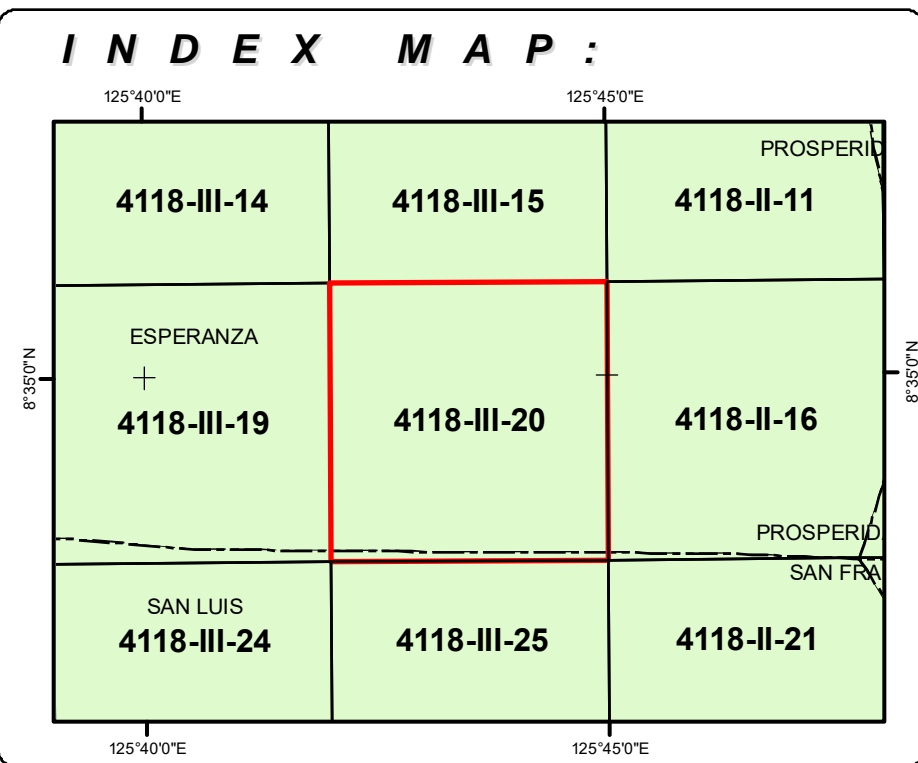 INDEX MAP:
125°40'0"E 125°45'0"E
PROSPERID
4118-III-14 4118-III-15 4118-II-11
ESPERANZA
8°35'0"N 8°35'0"N
4118-III-19 4118-III-20 4118-II-16
PROSPERID
SAN FRA
SAN LUIS
4118-III-24 4118-III-25 4118-II-21
125°40'0"E 125°45'0"E